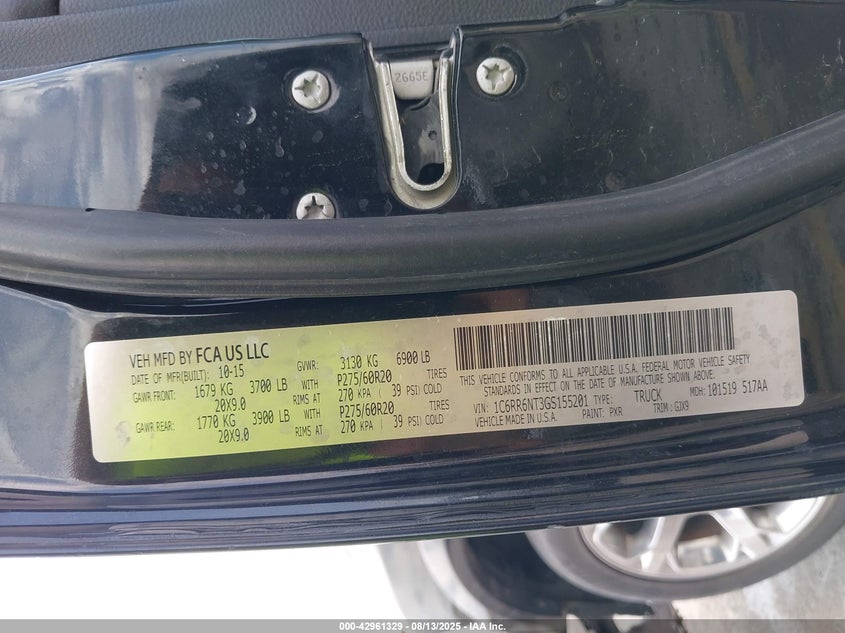 2665E
VEH MFD BY FCA US LLC
DATE OF MFR(BUILT): 10-15 GVWR: 3130 KG 6900 LB
GAWR FRONT: 1679 KG 3700 LB WITH P275/60R20 TIRES
20X9.0 RIMS AT 270 KPA ( 39 PSI) COLD
GAWR REAR: 1770 KG 3900 LB WITH P275/60R20 TIRES
20X9.0 RIMS AT 270 KPA ( 39 PSI) COLD
THIS VEHICLE CONFORMS TO ALL APPLICABLE U.S.A. FEDERAL MOTOR VEHICLE SAFETY
STANDARDS IN EFFECT ON THE DATE OF MANUFACTURE SHOWN ABOVE.
VIN: 1C6RR6NT3GS155201 TYPE: TRUCK MDH: 101519 517AA
VEHICLE MADE IN U.S.A. PAINT: PXR TRIM: GJX9
000-42961329 - 08/13/2025 - IAA Inc.